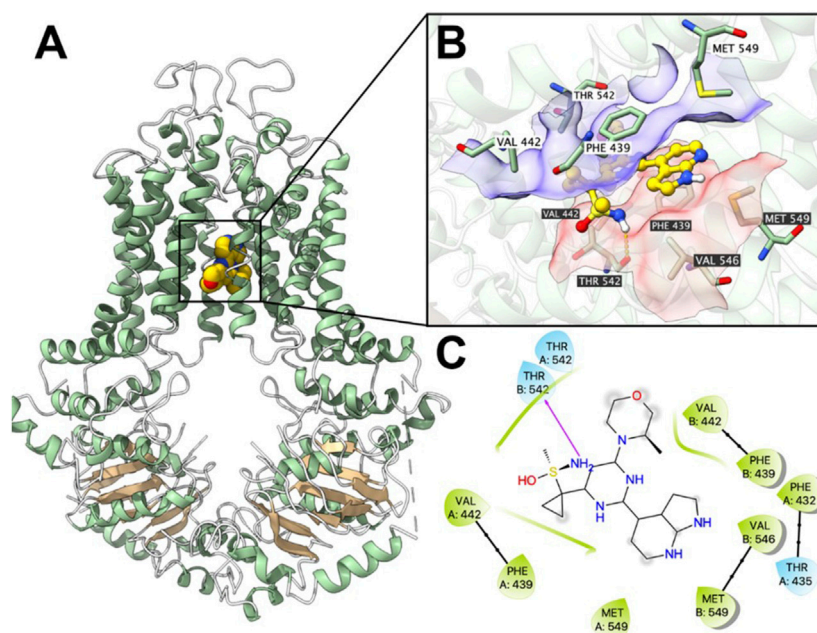 A
B
MET 549
THR 542
VAL 442
PHE 439
VAL 442
PHE 439
MET 549
VAL 546
THR 542
C
THR
A: 542
THR
B: 542
O
N
VAL
B: 442
PHE
B: 439
PHE
A: 432
S
NH2
HO
NH
NH
VAL
A: 442
VAL
B: 546
NH
NH
THR
A: 435
PHE
A: 439
MET
B: 549
MET
A: 549